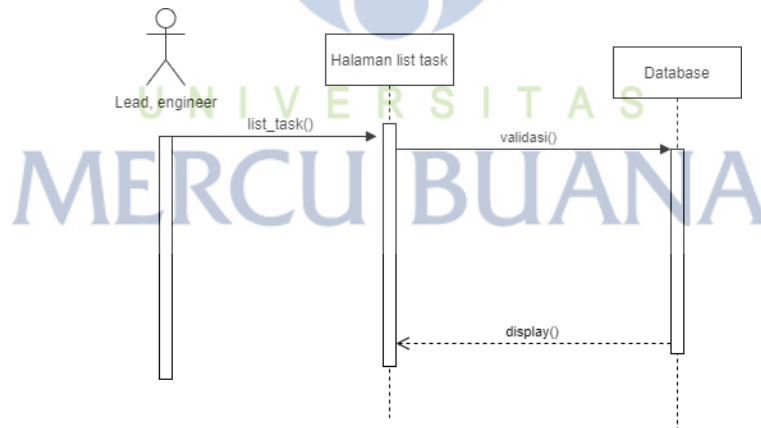 Halaman list task
Database
Lead, engineer
UNIVERSITAS
list_task()
validasi()
MERCU BUANA
display()